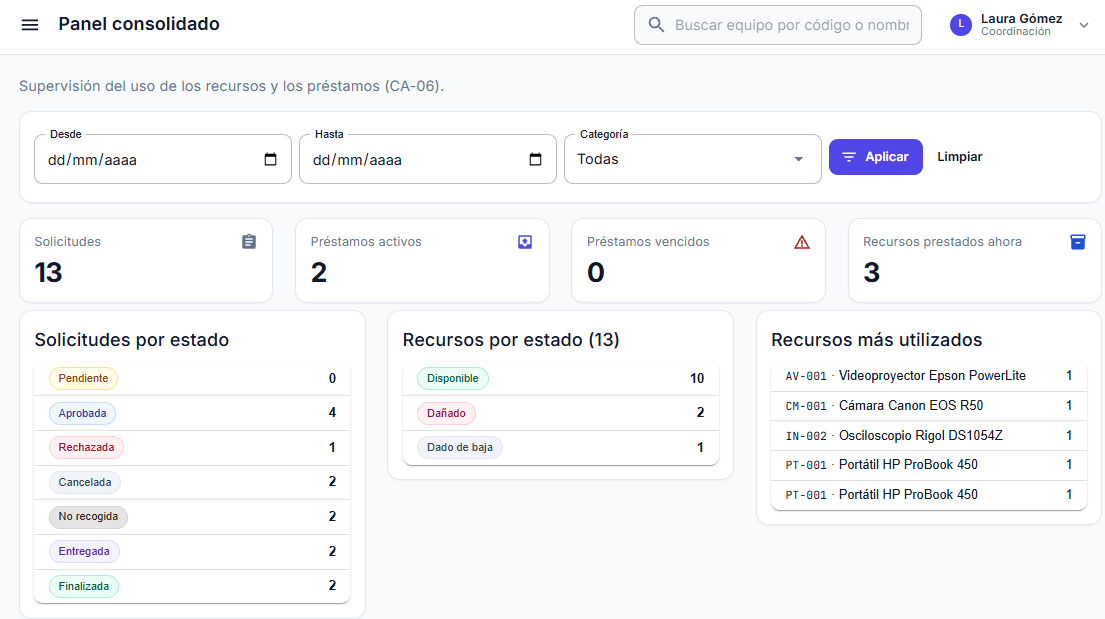 Panel consolidado
Buscar equipo por código o nombr
L
Laura Gómez
Coordinación
Supervisión del uso de los recursos y los préstamos (CA-06).
Desde
dd/mm/aaaa
Hasta
dd/mm/aaaa
Categoría
Todas
Aplicar
Limpiar
Solicitudes
13
Préstamos activos
2
Préstamos vencidos
0
Recursos prestados ahora
3
Solicitudes por estado
Pendiente 0
Aprobada 4
Rechazada 1
Cancelada 2
No recogida 2
Entregada 2
Finalizada 2
Recursos por estado (13)
Disponible 10
Dañado 2
Dado de baja 1
Recursos más utilizados
AV-001 · Videoproyector Epson PowerLite 1
CM-001 · Cámara Canon EOS R50 1
IN-002 · Osciloscopio Rigol DS1054Z 1
PT-001 · Portátil HP ProBook 450 1
PT-001 · Portátil HP ProBook 450 1